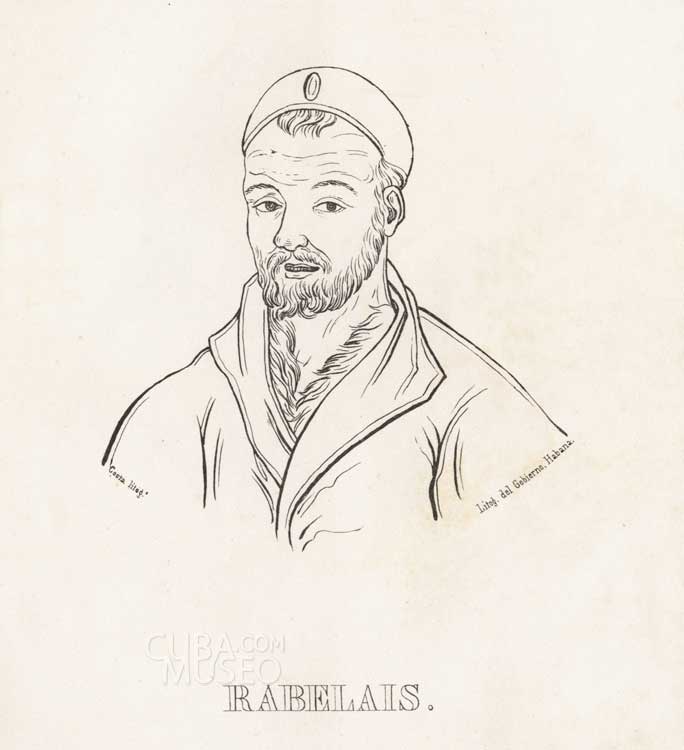 Costa litog.º
Litog. del Gobierno, Habana.
CUBA.COM
MUSEO
RABELAIS.